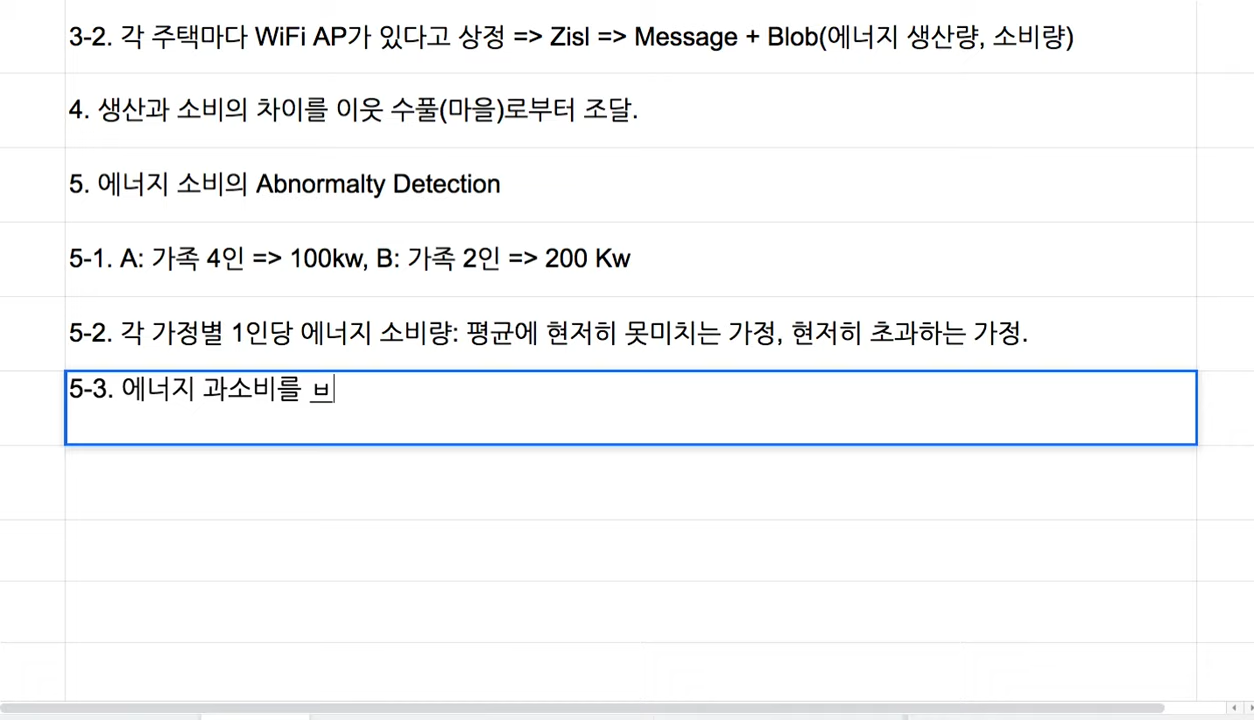 3-2. 각 주택마다 WiFi AP가 있다고 상정 => Zisl => Message + Blob(에너지 생산량, 소비량)
4. 생산과 소비의 차이를 이웃 수풀(마을)로부터 조달.
5. 에너지 소비의 Abnormalty Detection
5-1. A: 가족 4인 => 100kw, B: 가족 2인 => 200 Kw
5-2. 각 가정별 1인당 에너지 소비량: 평균에 현저히 못미치는 가정, 현저히 초과하는 가정.
5-3. 에너지 과소비를 ㅂ